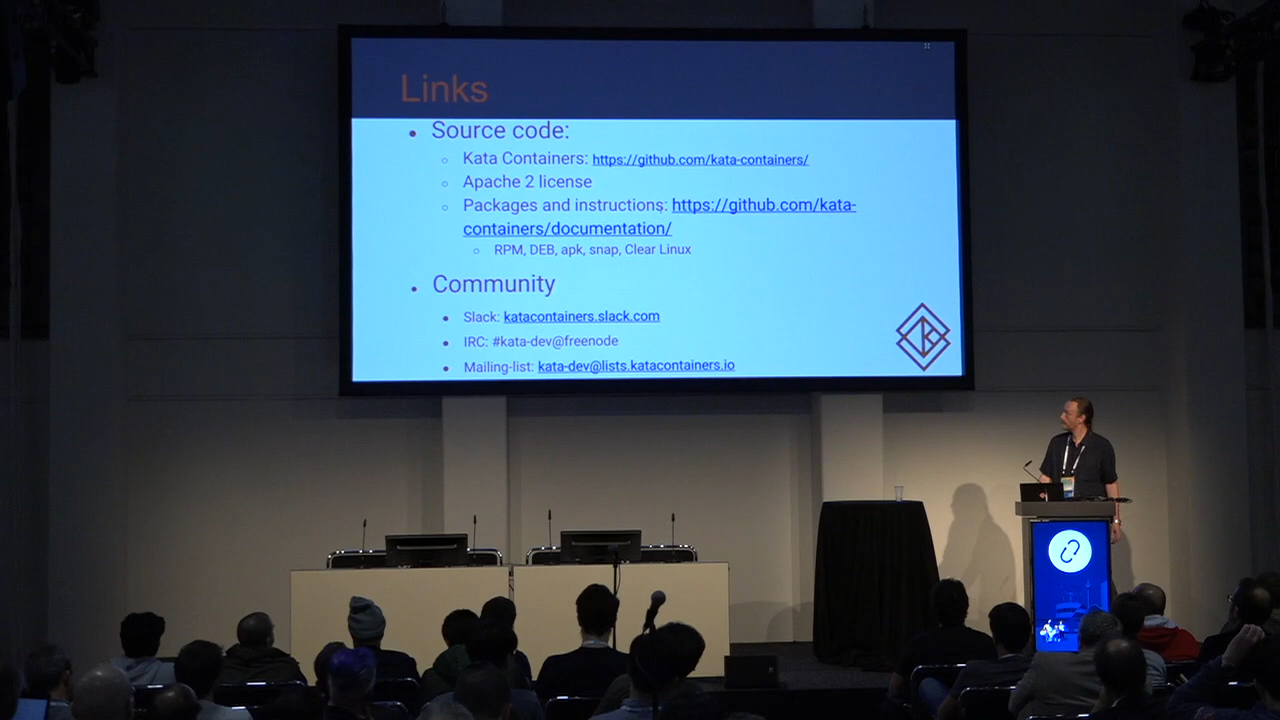 Links
Source code:
Kata Containers: https://github.com/kata-containers/
Apache 2 license
Packages and instructions: https://github.com/kata-
containers/documentation/
RPM, DEB, apk, snap, Clear Linux
Community
Slack: katacontainers.slack.com
IRC: #kata-dev@freenode
Mailing-list: kata-dev@lists.katacontainers.io